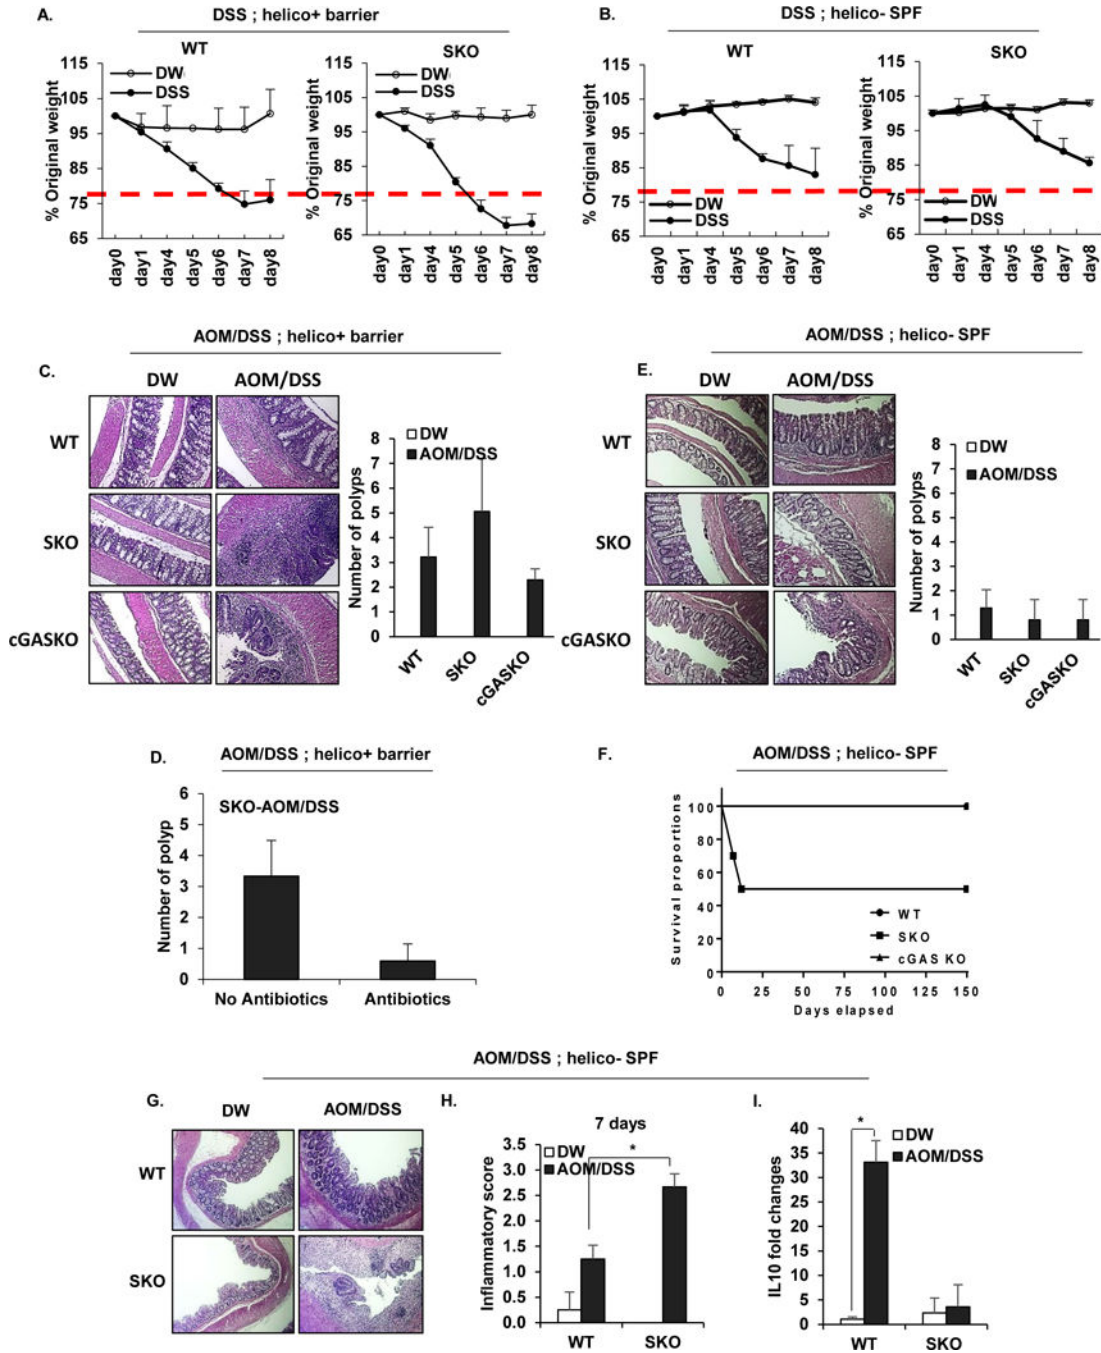 A.
DSS ; helico+ barrier
WT
SKO
DW
DSS
DW
DSS
% Original weight
115
105
95
85
75
65
day0
day1
day4
day5
day6
day7
day8
% Original weight
115
105
95
85
75
65
day0
day1
day4
day5
day6
day7
day8
B.
DSS ; helico- SPF
WT
SKO
% Original weight
115
105
95
85
75
65
DW
DSS
day0
day1
day4
day5
day6
day7
day8
% Original weight
115
105
95
85
75
65
DW
DSS
day0
day1
day4
day5
day6
day7
day8
AOM/DSS ; helico+ barrier
C.
DW
AOM/DSS
WT
SKO
cGASKO
Number of polyps
8
7
6
5
4
3
2
1
0
DW
AOM/DSS
WT
SKO
cGASKO
AOM/DSS ; helico- SPF
E.
DW
AOM/DSS
WT
SKO
cGASKO
Number of polyps
8
7
6
5
4
3
2
1
0
DW
AOM/DSS
WT
SKO
cGASKO
D.
AOM/DSS ; helico+ barrier
SKO-AOM/DSS
Number of polyp
6
5
4
3
2
1
0
No Antibiotics
Antibiotics
F.
AOM/DSS ; helico- SPF
Survival proportions
100
80
60
40
20
0
WT
SKO
cGAS KO
0 25 50 75 100 125 150
Days elapsed
AOM/DSS ; helico- SPF
G.
DW
AOM/DSS
WT
SKO
H.
7 days
Inflammatory score
3.5
3.0
2.5
2.0
1.5
1.0
0.5
0.0
DW
AOM/DSS
*
WT
SKO
I.
IL10 fold changes
40
35
30
25
20
15
10
5
0
*
DW
AOM/DSS
WT
SKO